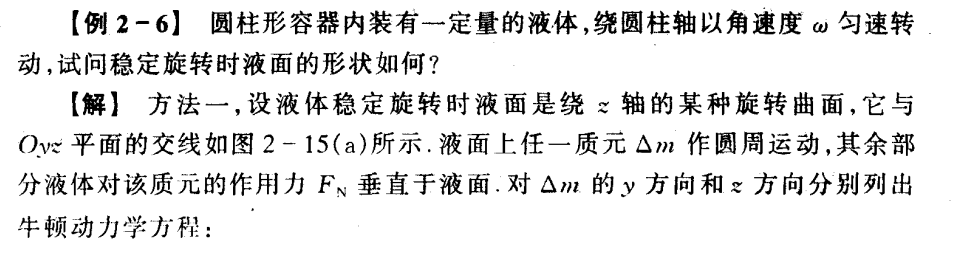 【例 2-6】 圆柱形容器内装有一定量的液体,绕圆柱轴以角速度 ω 匀速转
动,试问稳定旋转时液面的形状如何?
【解】 方法一,设液体稳定旋转时液面是绕 z 轴的某种旋转曲面,它与
Oyz 平面的交线如图 2-15(a)所示.液面上任一质元 Δm 作圆周运动,其余部
分液体对该质元的作用力 F_N 垂直于液面.对 Δm 的 y 方向和 z 方向分别列出
牛顿动力学方程: